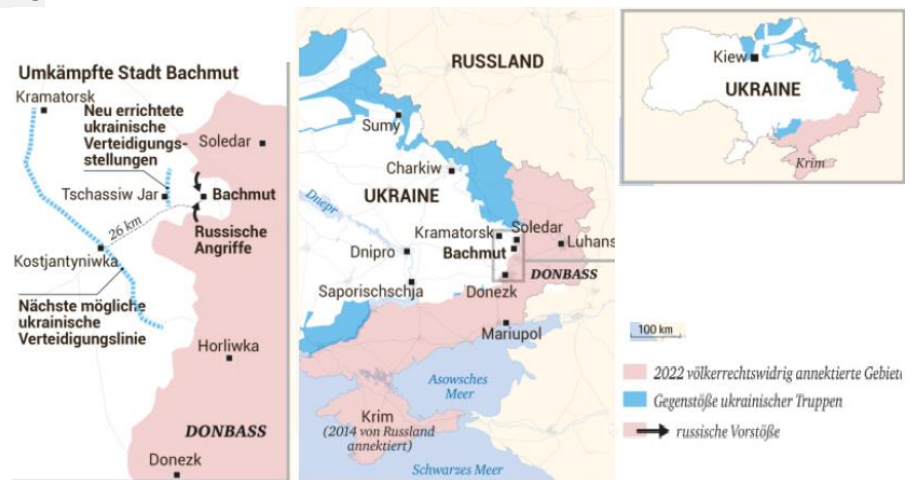 Umkämpfte Stadt Bachmut
Kramatorsk
Neu errichtete
ukrainische
Verteidigungs-
stellungen
Soledar
Tschassiw Jar
Bachmut
26 km
Russische
Angriffe
Kostjantyniwka
Nächste mögliche
ukrainische
Verteidigungslinie
Horliwka
DONBASS
Donezk
RUSSLAND
Sumy
Charkiw
UKRAINE
Dnepr
Kramatorsk
Soledar
Dnipro
Bachmut
Luhans
DONBASS
Saporischschja
Donezk
Mariupol
Asowsches
Meer
Krim
(2014 von Russland
annektiert)
Schwarzes Meer
Kiew
UKRAINE
Krim
100 km
2022 völkerrechtswidrig annektierte Gebiet
Gegenstöße ukrainischer Truppen
russische Vorstöße